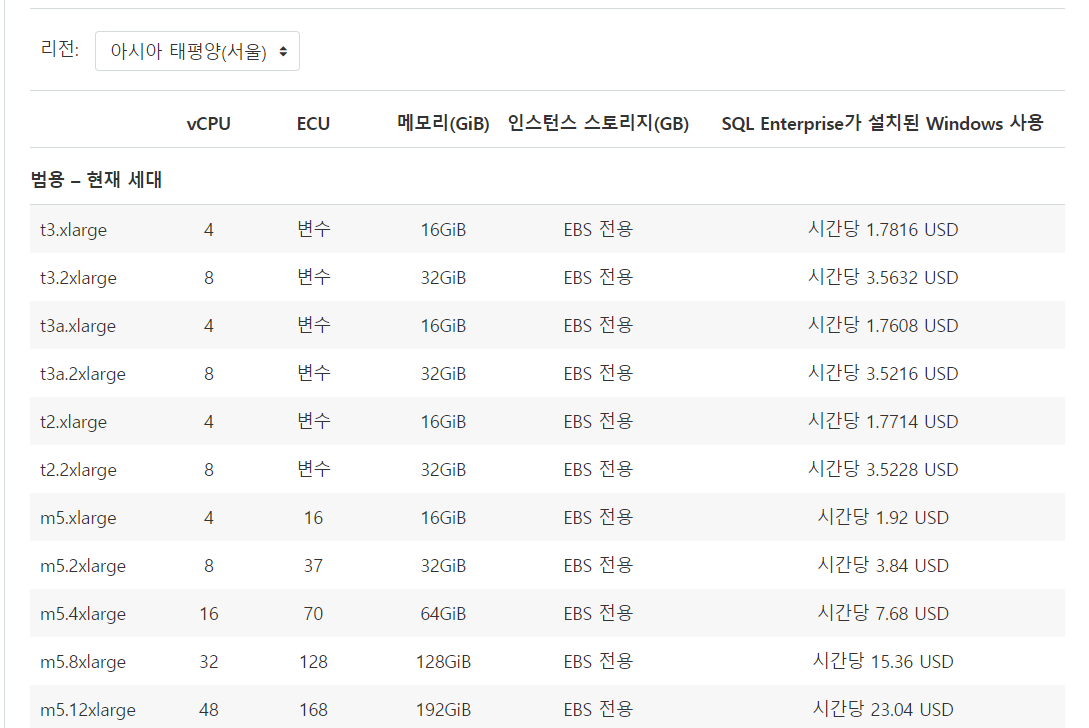 리전: 아시아 태평양(서울)
vCPU ECU 메모리(GiB) 인스턴스 스토리지(GB) SQL Enterprise가 설치된 Windows 사용
범용 – 현재 세대
t3.xlarge 4 변수 16GiB EBS 전용 시간당 1.7816 USD
t3.2xlarge 8 변수 32GiB EBS 전용 시간당 3.5632 USD
t3a.xlarge 4 변수 16GiB EBS 전용 시간당 1.7608 USD
t3a.2xlarge 8 변수 32GiB EBS 전용 시간당 3.5216 USD
t2.xlarge 4 변수 16GiB EBS 전용 시간당 1.7714 USD
t2.2xlarge 8 변수 32GiB EBS 전용 시간당 3.5228 USD
m5.xlarge 4 16 16GiB EBS 전용 시간당 1.92 USD
m5.2xlarge 8 37 32GiB EBS 전용 시간당 3.84 USD
m5.4xlarge 16 70 64GiB EBS 전용 시간당 7.68 USD
m5.8xlarge 32 128 128GiB EBS 전용 시간당 15.36 USD
m5.12xlarge 48 168 192GiB EBS 전용 시간당 23.04 USD